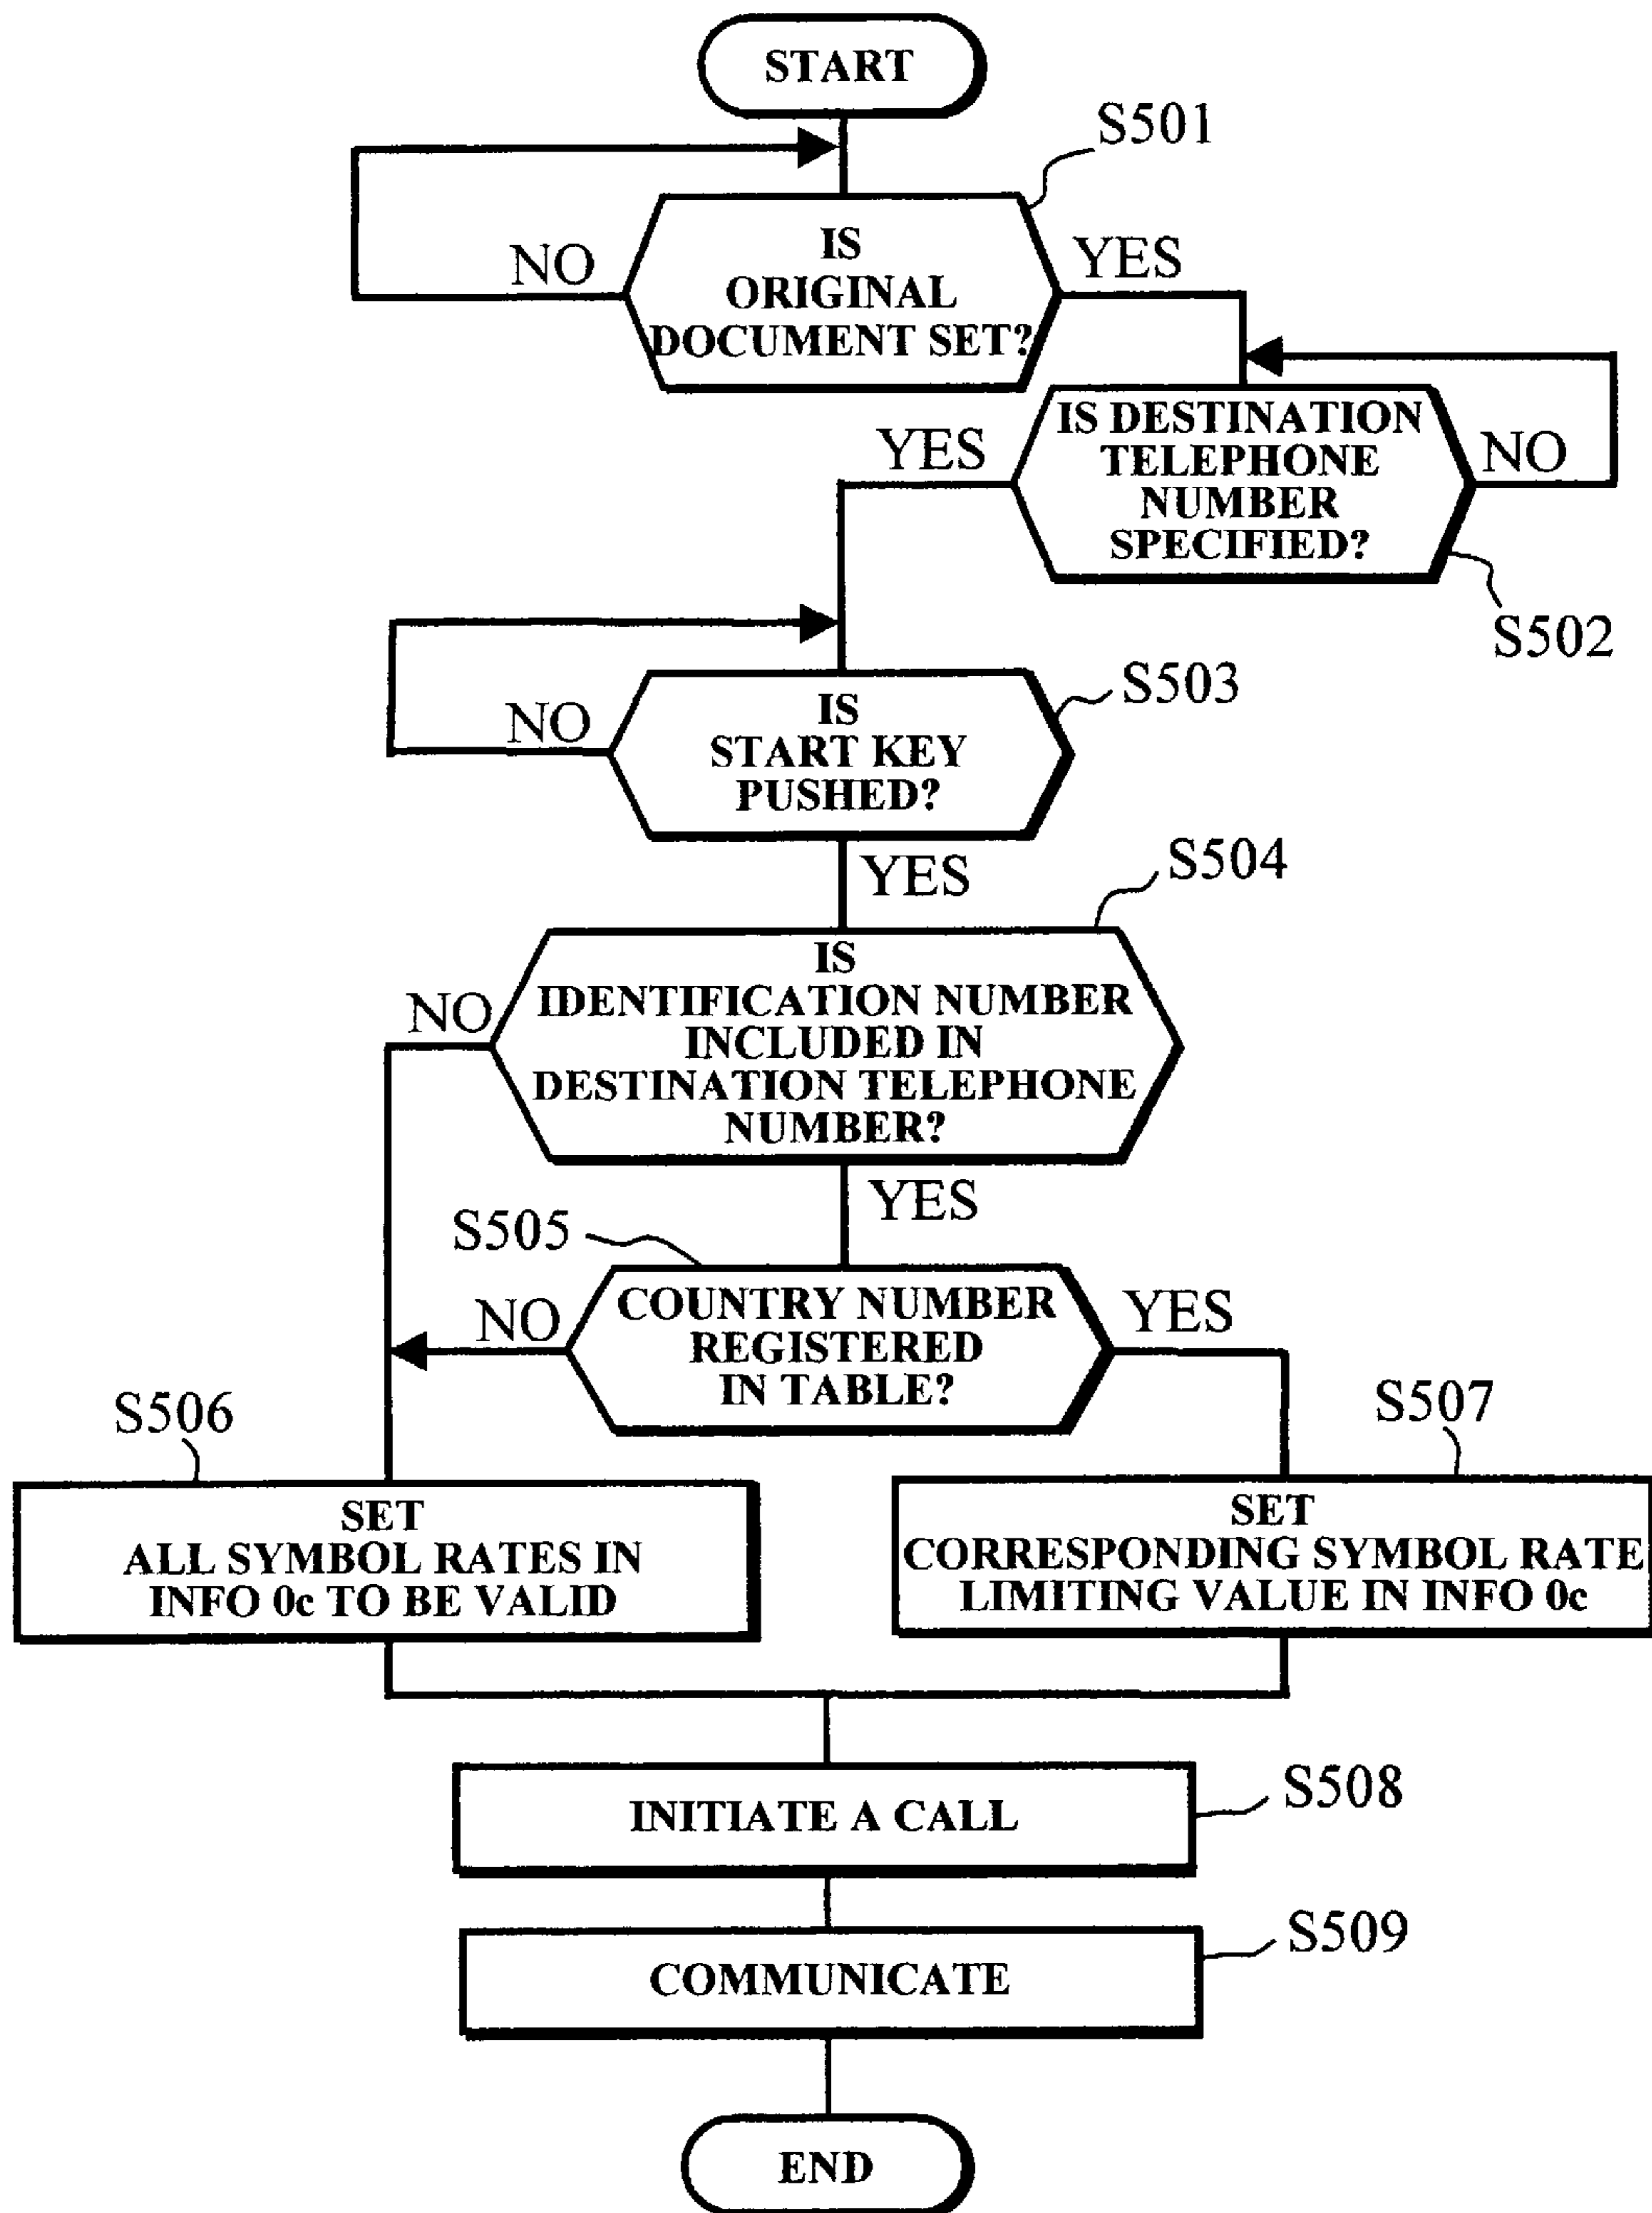 START
S501
IS
ORIGINAL
DOCUMENT SET?
NO
YES
IS DESTINATION
TELEPHONE
NUMBER
SPECIFIED?
YES
NO
S502
S503
IS
START KEY
PUSHED?
NO
YES
S504
IS
IDENTIFICATION NUMBER
INCLUDED IN
DESTINATION TELEPHONE
NUMBER?
NO
YES
S505
COUNTRY NUMBER
REGISTERED
IN TABLE?
NO
YES
S506
SET
ALL SYMBOL RATES IN
INFO 0c TO BE VALID
S507
SET
CORRESPONDING SYMBOL RATE
LIMITING VALUE IN INFO 0c
INITIATE A CALL
S508
COMMUNICATE
S509
END